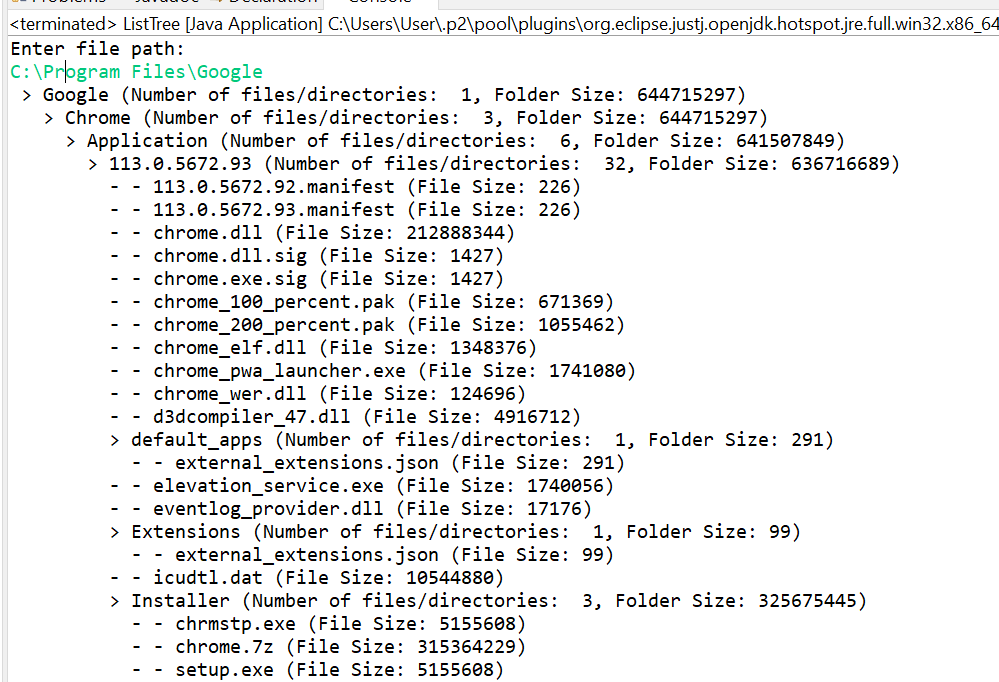 Problems Javadoc Declaration Console
<terminated> ListTree [Java Application] C:\Users\User\.p2\pool\plugins\org.eclipse.justj.openjdk.hotspot.jre.full.win32.x86_64
Enter file path:
C:\Program Files\Google
> Google (Number of files/directories:  1, Folder Size: 644715297)
> Chrome (Number of files/directories:  3, Folder Size: 644715297)
> Application (Number of files/directories:  6, Folder Size: 641507849)
> 113.0.5672.93 (Number of files/directories:  32, Folder Size: 636716689)
- - 113.0.5672.92.manifest (File Size: 226)
- - 113.0.5672.93.manifest (File Size: 226)
- - chrome.dll (File Size: 212888344)
- - chrome.dll.sig (File Size: 1427)
- - chrome.exe.sig (File Size: 1427)
- - chrome_100_percent.pak (File Size: 671369)
- - chrome_200_percent.pak (File Size: 1055462)
- - chrome_elf.dll (File Size: 1348376)
- - chrome_pwa_launcher.exe (File Size: 1741080)
- - chrome_wer.dll (File Size: 124696)
- - d3dcompiler_47.dll (File Size: 4916712)
> default_apps (Number of files/directories:  1, Folder Size: 291)
- - external_extensions.json (File Size: 291)
- - elevation_service.exe (File Size: 1740056)
- - eventlog_provider.dll (File Size: 17176)
> Extensions (Number of files/directories:  1, Folder Size: 99)
- - external_extensions.json (File Size: 99)
- - icudtl.dat (File Size: 10544880)
> Installer (Number of files/directories:  3, Folder Size: 325675445)
- - chrmstp.exe (File Size: 5155608)
- - chrome.7z (File Size: 315364229)
- - setup.exe (File Size: 5155608)